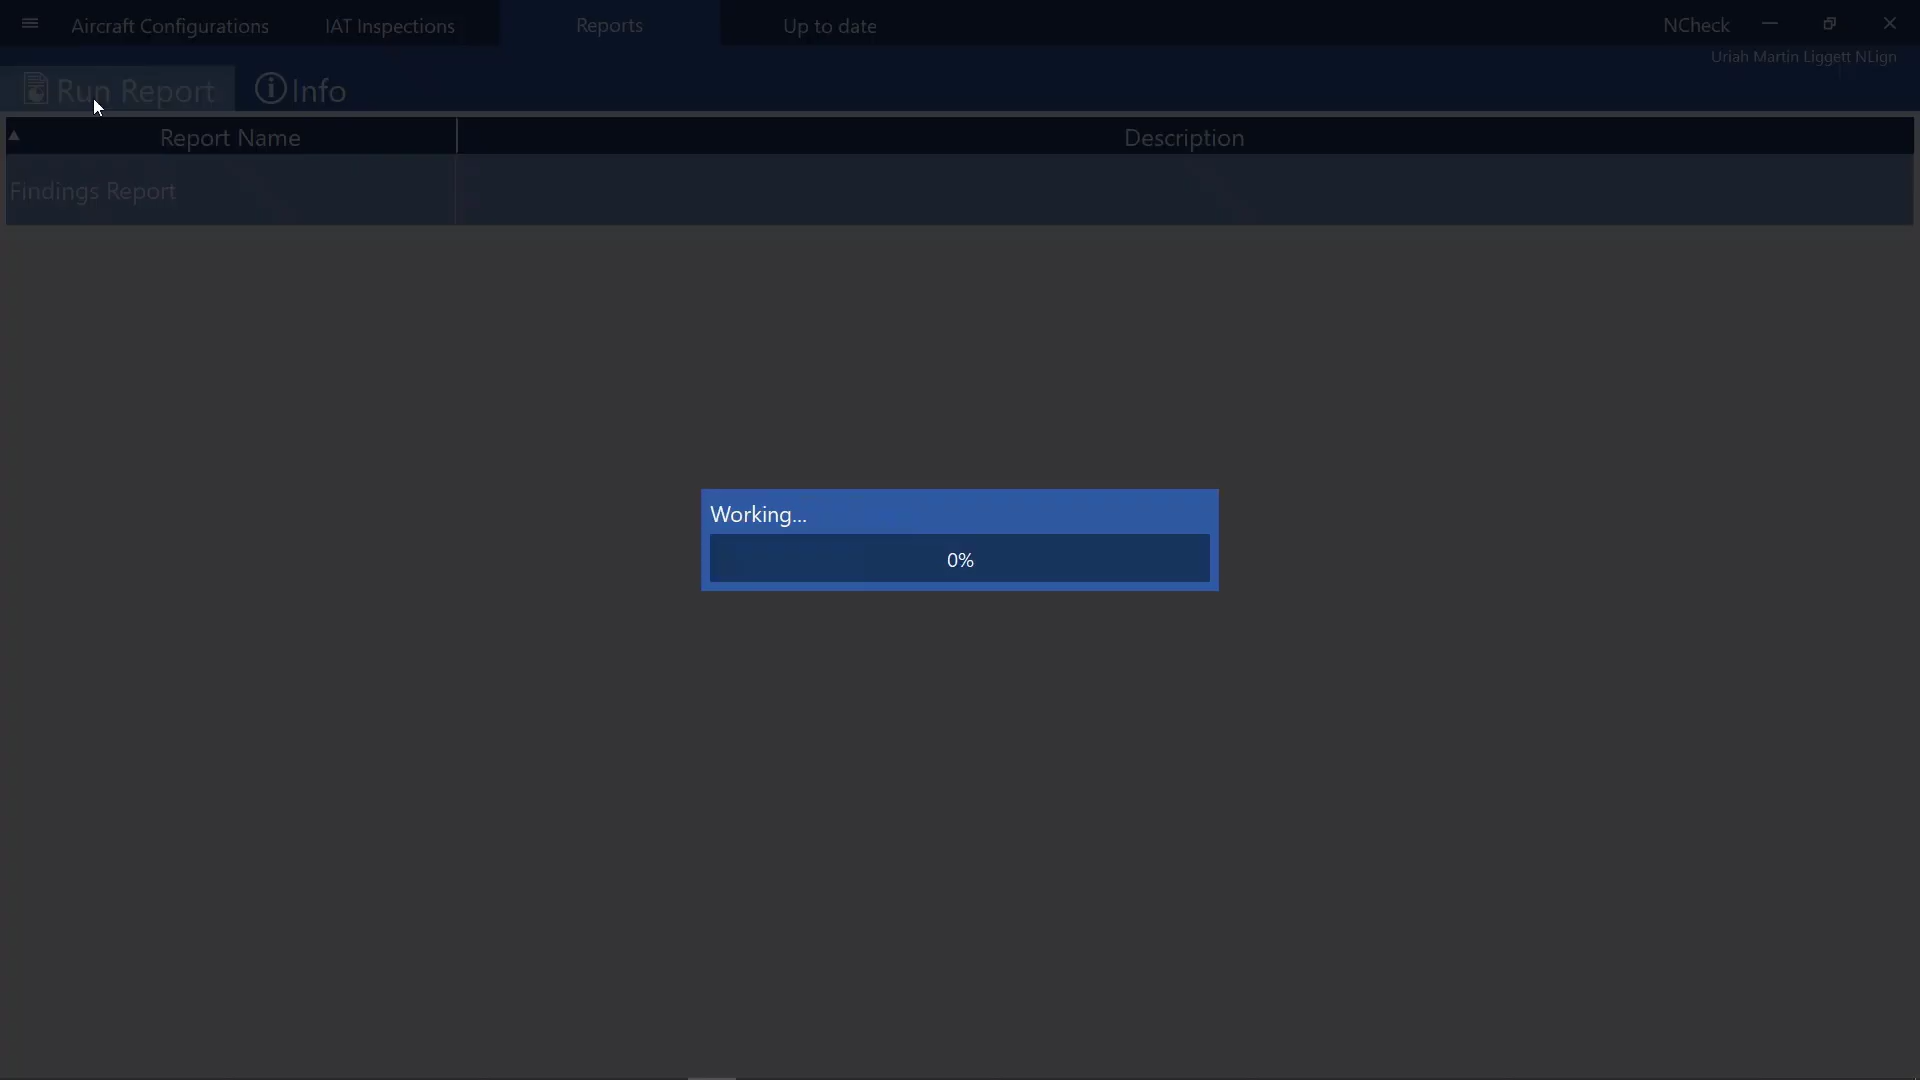 Aircraft Configurations
IAT Inspections
Reports
Up to date
NCheck
Uriah Martin Liggett NLign
Run Report
Info
Report Name
Description
Findings Report
Working...
0%